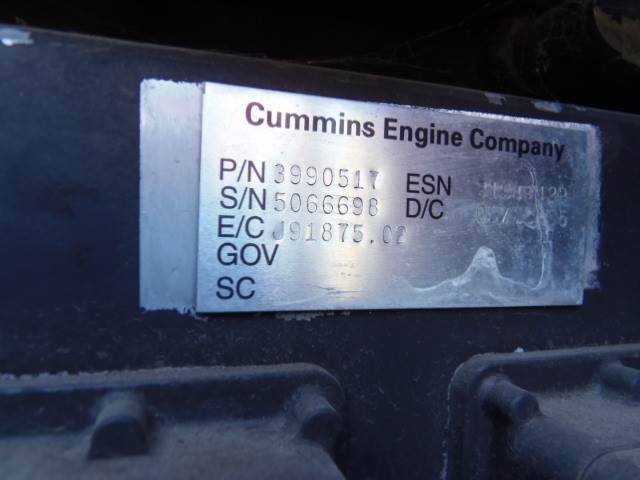 Cummins Engine Company
P/N 3990517 ESN
S/N 5066698 D/C
E/C J91875.02
GOV
SC